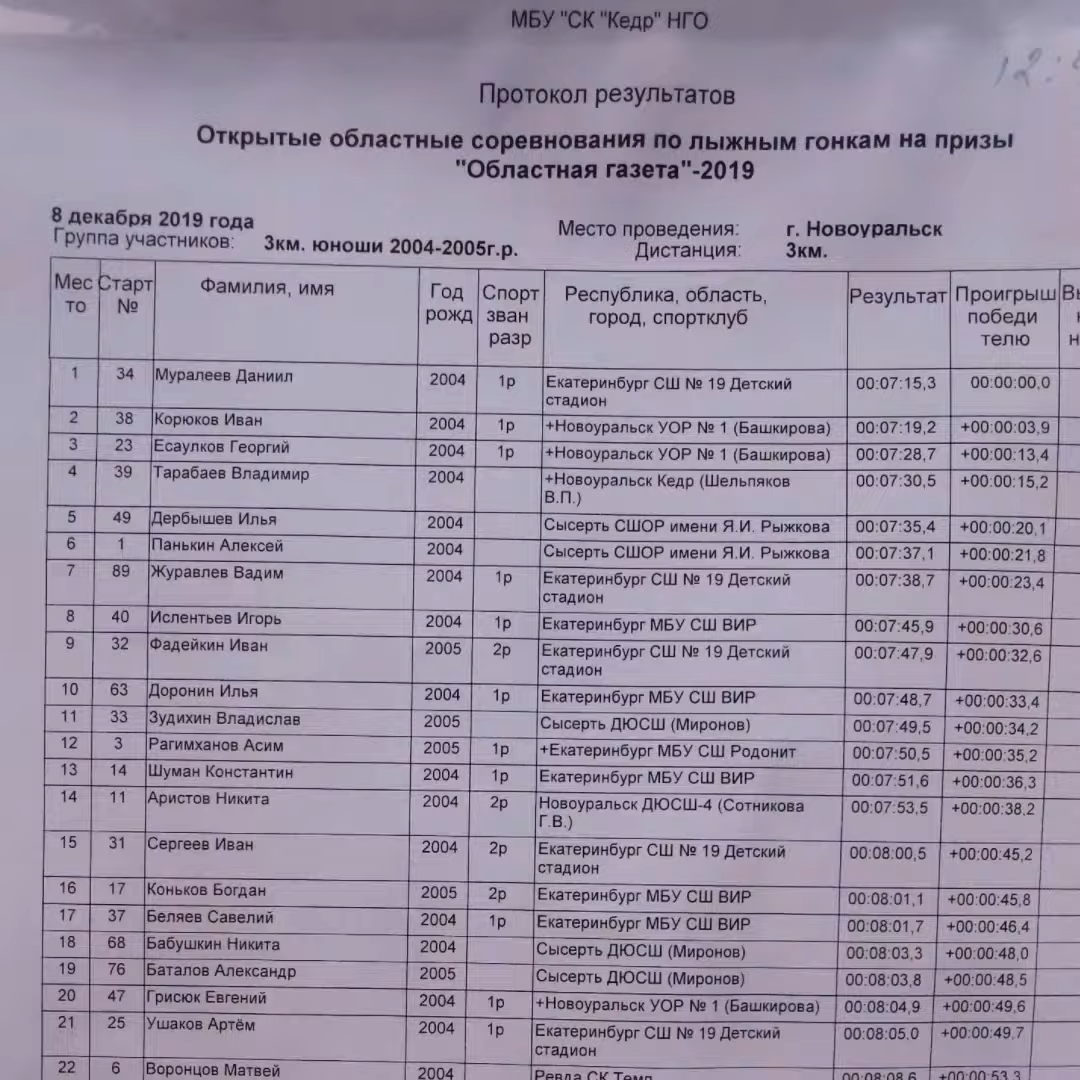 МБУ "СК "Кедр" НГО
12:
Протокол результатов
Открытые областные соревнования по лыжным гонкам на призы
"Областная газета"-2019
8 декабря 2019 года
Место проведения: г. Новоуральск
Группа участников: 3км. юноши 2004-2005г.р.
Дистанция: 3км.
Мес то Старт № Фамилия, имя Год рожд Спорт зван разр Республика, область, город, спортклуб Результат Проигрыш победи телю
1 34 Муралеев Даниил 2004 1р Екатеринбург СШ № 19 Детский 00:07:15,3 00:00:00,0
стадион
2 38 Корюков Иван 2004 1р +Новоуральск УОР № 1 (Башкирова) 00:07:19,2 +00:00:03,9
3 23 Есаулков Георгий 2004 1р +Новоуральск УОР № 1 (Башкирова) 00:07:28,7 +00:00:13,4
4 39 Тарабаев Владимир 2004 +Новоуральск Кедр (Шельпяков 00:07:30,5 +00:00:15,2
В.П.)
5 49 Дербышев Илья 2004 Сысерть СШОР имени Я.И. Рыжкова 00:07:35,4 +00:00:20,1
6 1 Панькин Алексей 2004 Сысерть СШОР имени Я.И. Рыжкова 00:07:37,1 +00:00:21,8
7 89 Журавлев Вадим 2004 1р Екатеринбург СШ № 19 Детский 00:07:38,7 +00:00:23,4
стадион
8 40 Ислентьев Игорь 2004 1р Екатеринбург МБУ СШ ВИР 00:07:45,9 +00:00:30,6
9 32 Фадейкин Иван 2005 2р Екатеринбург СШ № 19 Детский 00:07:47,9 +00:00:32,6
стадион
10 63 Доронин Илья 2004 1р Екатеринбург МБУ СШ ВИР 00:07:48,7 +00:00:33,4
11 33 Зудихин Владислав 2005 Сысерть ДЮСШ (Миронов) 00:07:49,5 +00:00:34,2
12 3 Рагимханов Асим 2005 1р +Екатеринбург МБУ СШ Родонит 00:07:50,5 +00:00:35,2
13 14 Шуман Константин 2004 1р Екатеринбург МБУ СШ ВИР 00:07:51,6 +00:00:36,3
14 11 Аристов Никита 2004 2р Новоуральск ДЮСШ-4 (Сотникова 00:07:53,5 +00:00:38,2
Г.В.)
15 31 Сергеев Иван 2004 2р Екатеринбург СШ № 19 Детский 00:08:00,5 +00:00:45,2
стадион
16 17 Коньков Богдан 2005 2р Екатеринбург МБУ СШ ВИР 00:08:01,1 +00:00:45,8
17 37 Беляев Савелий 2004 1р Екатеринбург МБУ СШ ВИР 00:08:01,7 +00:00:46,4
18 68 Бабушкин Никита 2004 Сысерть ДЮСШ (Миронов) 00:08:03,3 +00:00:48,0
19 76 Баталов Александр 2005 Сысерть ДЮСШ (Миронов) 00:08:03,8 +00:00:48,5
20 47 Грисюк Евгений 2004 1р +Новоуральск УОР № 1 (Башкирова) 00:08:04,9 +00:00:49,6
21 25 Ушаков Артём 2004 1р Екатеринбург СШ № 19 Детский 00:08:05,0 +00:00:49,7
стадион
22 6 Воронцов Матвей 2004 Ревда СК Темп 00:08:08,6 +00:00:53,3